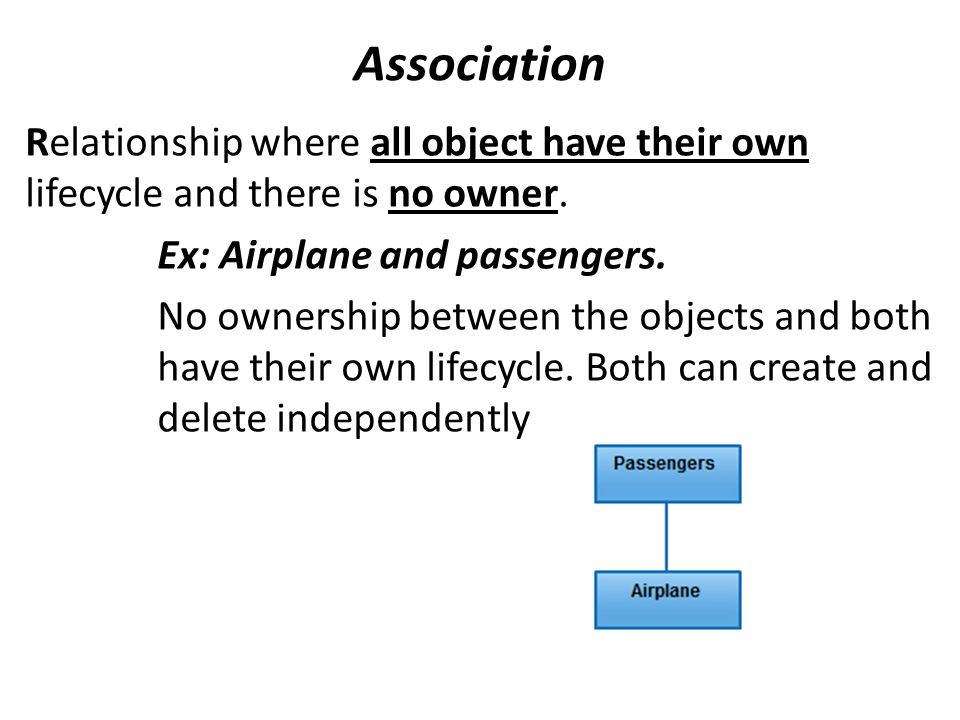 Association
Relationship where all object have their own
lifecycle and there is no owner.
Ex: Airplane and passengers.
No ownership between the objects and both
have their own lifecycle. Both can create and
delete independently
Passengers
Airplane